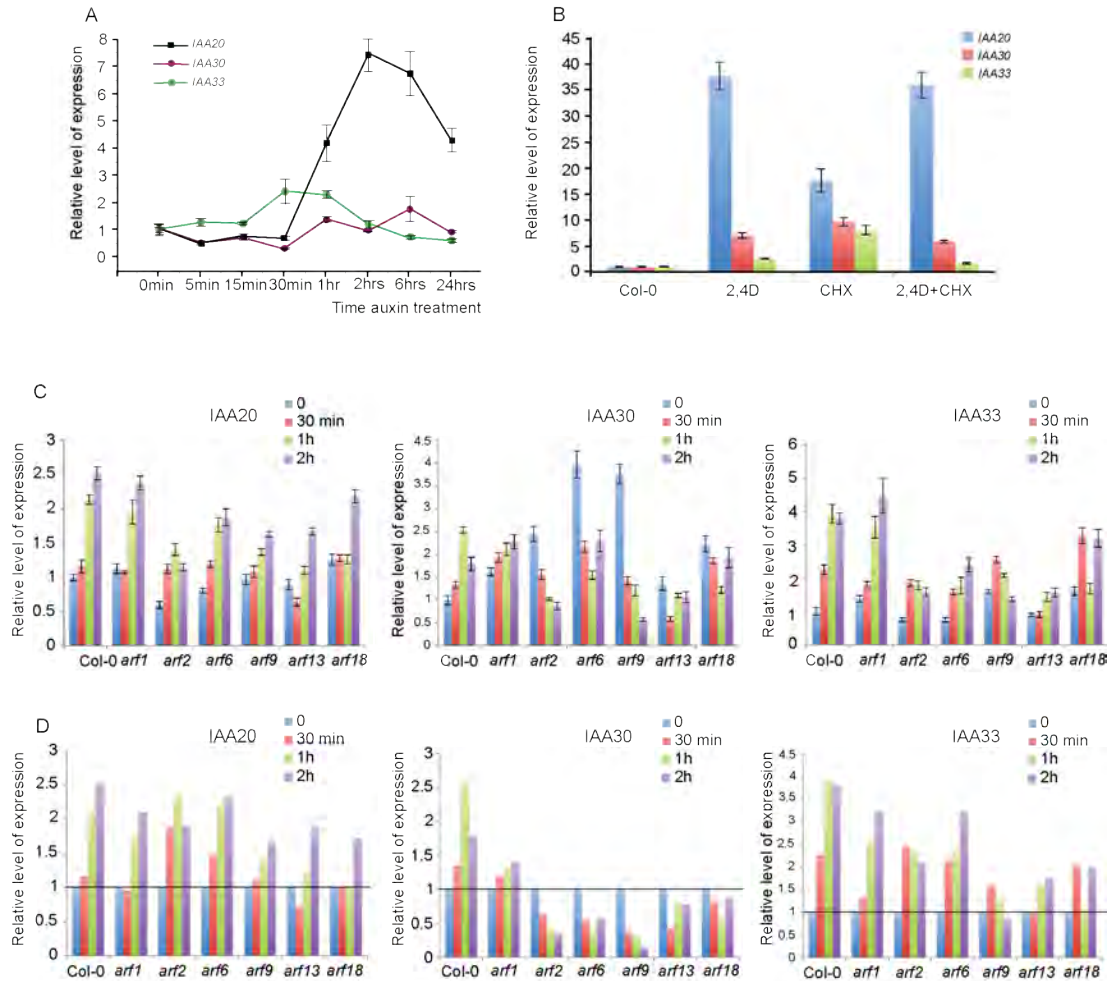 A
Relative level of expression
8
7
6
5
4
3
2
1
0
IAA20
IAA30
IAA33
0min 5min 15min 30min 1hr 2hrs 6hrs 24hrs
Time auxin treatment
B
Relative level of expression
45
40
35
30
25
20
15
10
5
0
IAA20
IAA30
IAA33
Col-0 2,4D CHX 2,4D+CHX
C
IAA20
0
30 min
1h
2h
Relative level of expression
3
2.5
2
1.5
1
0.5
0
Col-0 arf1 arf2 arf6 arf9 arf13 arf18
IAA30
0
30 min
1h
2h
Relative level of expression
4.5
4
3.5
3
2.5
2
1.5
1
0.5
0
Col-0 arf1 arf2 arf6 arf9 arf13 arf18
IAA33
0
30 min
1h
2h
Relative level of expression
6
5
4
3
2
1
0
Col-0 arf1 arf2 arf6 arf9 arf13 arf18
D
IAA20
0
30 min
1h
2h
Relative level of expression
3
2.5
2
1.5
1
0.5
0
Col-0 arf1 arf2 arf6 arf9 arf13 arf18
IAA30
0
30 min
1h
2h
Relative level of expression
3
2.5
2
1.5
1
0.5
0
Col-0 arf1 arf2 arf6 arf9 arf13 arf18
IAA33
0
30 min
1h
2h
Relative level of expression
4.5
4
3.5
3
2.5
2
1.5
1
0.5
0
Col-0 arf1 arf2 arf6 arf9 arf13 arf18